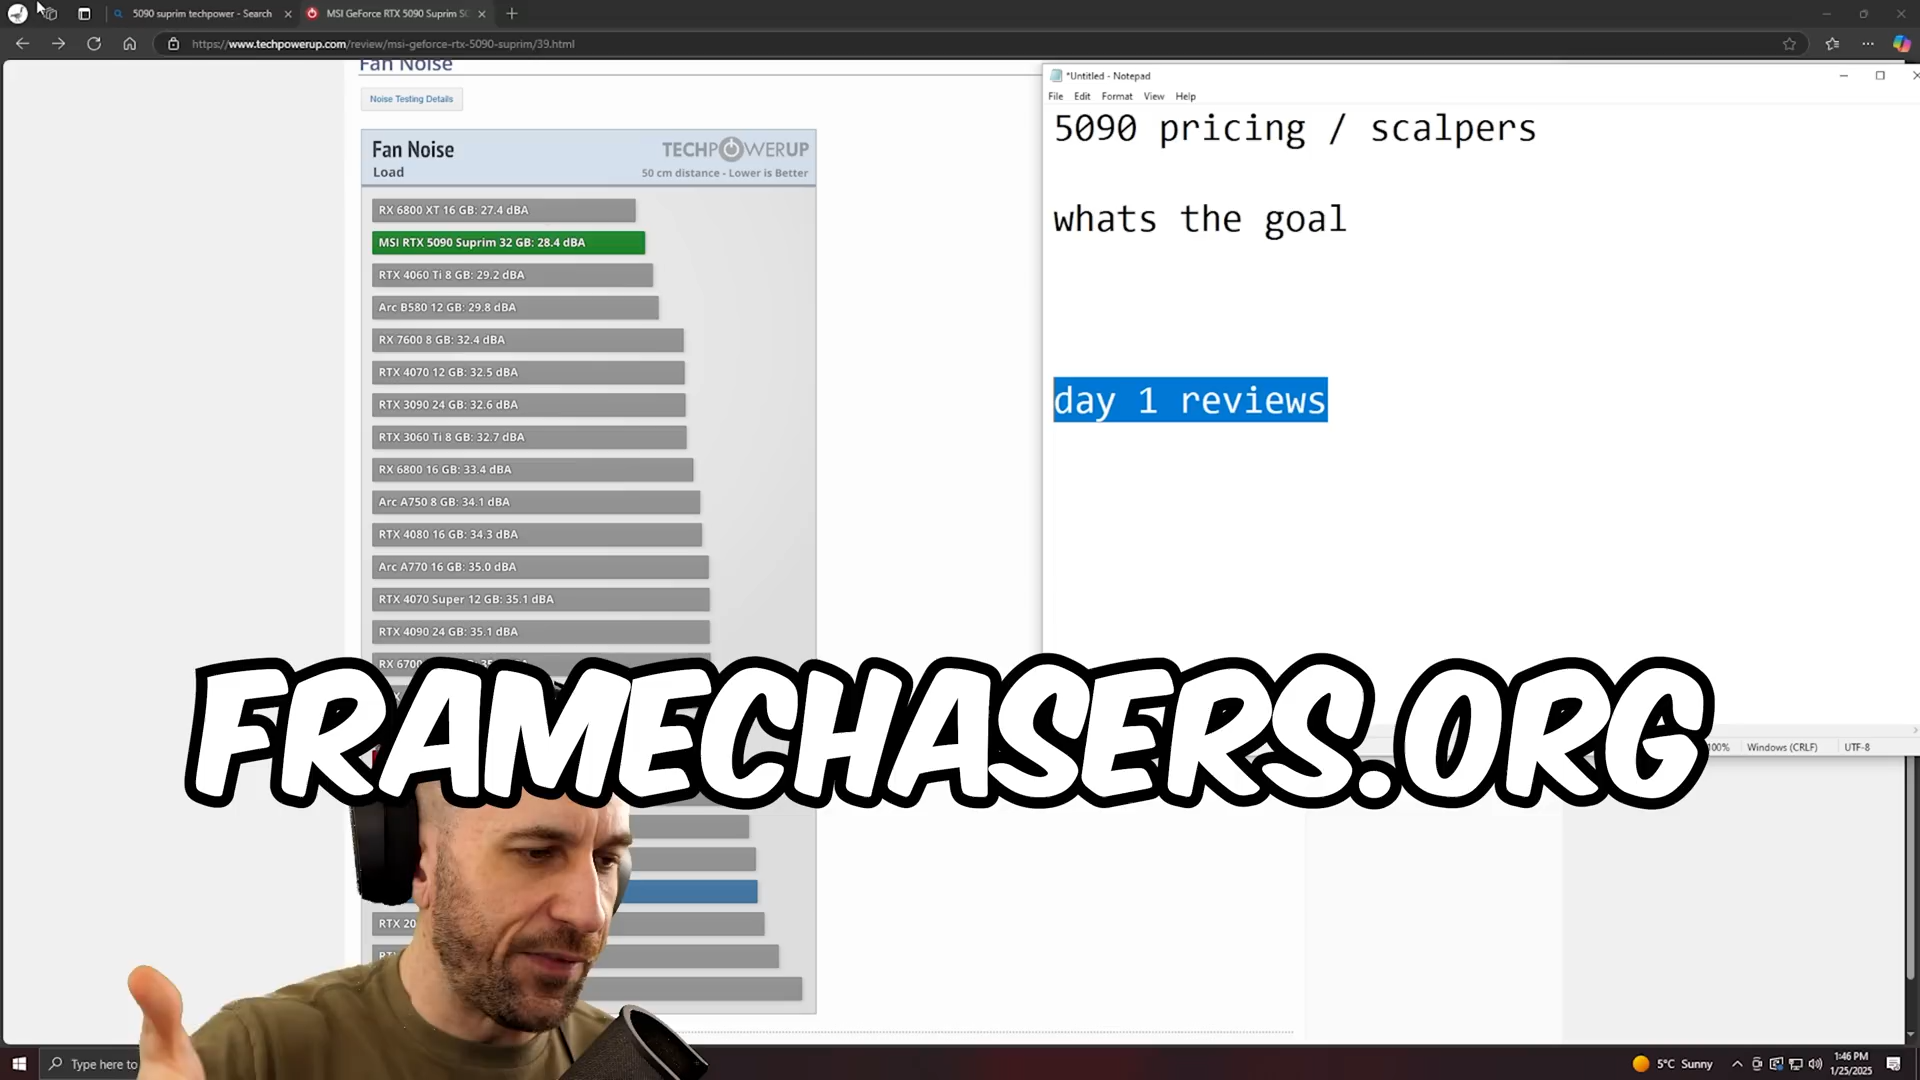 5090 suprim techpower - Search
MSI GeForce RTX 5090 Suprim SO
https://www.techpowerup.com/review/msi-geforce-rtx-5090-suprim/39.html
Fan Noise
Noise Testing Details
Fan Noise
TECHPOWERUP
Load
50 cm distance - Lower is Better
RX 6800 XT 16 GB: 27.4 dBA
MSI RTX 5090 Suprim 32 GB: 28.4 dBA
RTX 4060 Ti 8 GB: 29.2 dBA
Arc B580 12 GB: 29.8 dBA
RX 7600 8 GB: 32.4 dBA
RTX 4070 12 GB: 32.5 dBA
RTX 3090 24 GB: 32.6 dBA
RTX 3060 Ti 8 GB: 32.7 dBA
RX 6800 16 GB: 33.4 dBA
Arc A750 8 GB: 34.1 dBA
RTX 4080 16 GB: 34.3 dBA
Arc A770 16 GB: 35.0 dBA
RTX 4070 Super 12 GB: 35.1 dBA
RTX 4090 24 GB: 35.1 dBA
RX 6700
RTX 20
*Untitled - Notepad
File Edit Format View Help
5090 pricing / scalpers
whats the goal
day 1 reviews
100% Windows (CRLF) UTF-8
FRAMECHASERS.ORG
Type here to
5°C Sunny
1:46 PM
1/25/2025